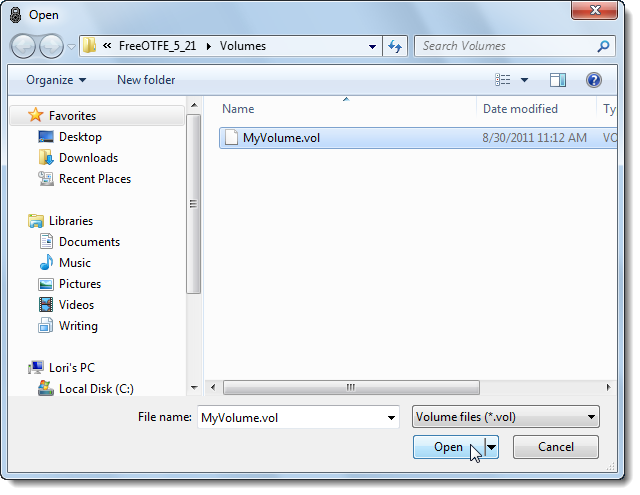 Open
« FreeOTFE_5_21 Volumes Search Volumes
Organize New folder
Favorites
Desktop
Downloads
Recent Places
Libraries
Documents
Music
Pictures
Videos
Writing
Lori's PC
Local Disk (C:)
Name Date modified Ty
MyVolume.vol 8/30/2011 11:12 AM VO
File name: MyVolume.vol Volume files (*.vol)
Open Cancel